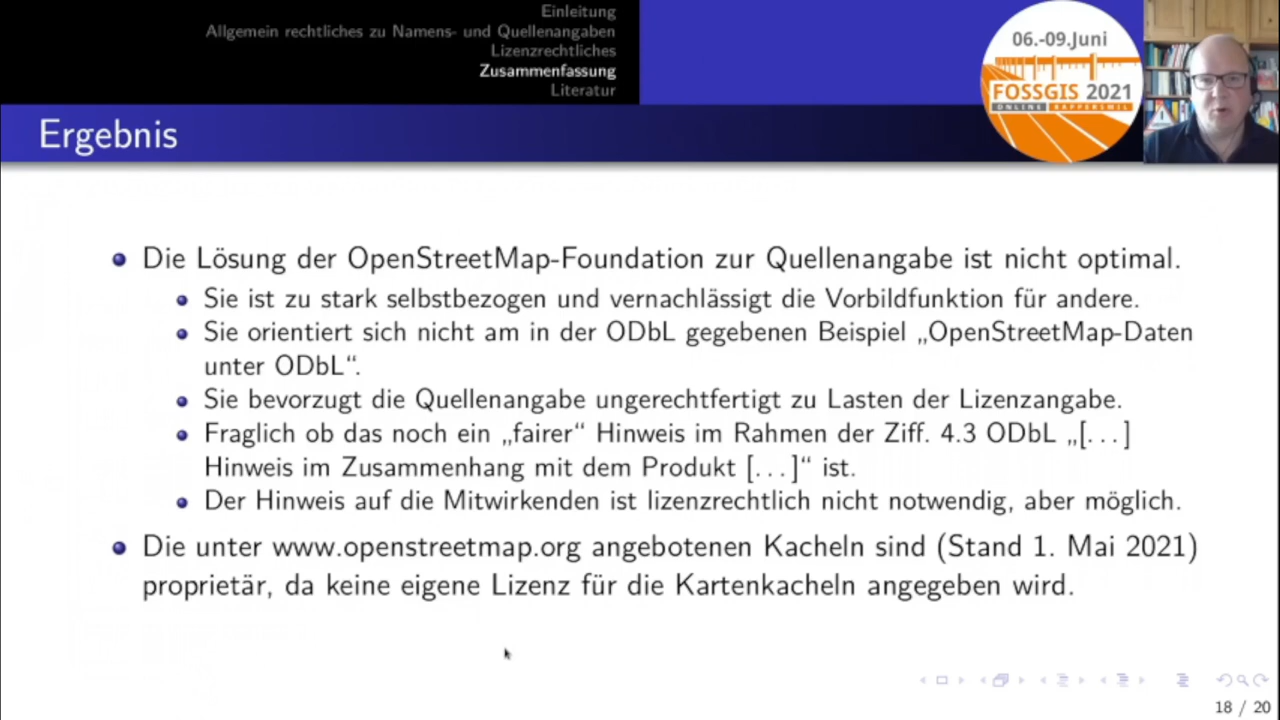 Einleitung
Allgemein rechtliches zu Namens- und Quellenangaben
Lizenzrechtliches
Zusammenfassung
Literatur
06.-09.Juni
FOSSGIS 2021
ONLINE RAPPERSWIL
Ergebnis
Die Lösung der OpenStreetMap-Foundation zur Quellenangabe ist nicht optimal.
Sie ist zu stark selbstbezogen und vernachlässigt die Vorbildfunktion für andere.
Sie orientiert sich nicht am in der ODbL gegebenen Beispiel „OpenStreetMap-Daten
unter ODbL“.
Sie bevorzugt die Quellenangabe ungerechtfertigt zu Lasten der Lizenzangabe.
Fraglich ob das noch ein „fairer“ Hinweis im Rahmen der Ziff. 4.3 ODbL „[...]
Hinweis im Zusammenhang mit dem Produkt [...]“ ist.
Der Hinweis auf die Mitwirkenden ist lizenzrechtlich nicht notwendig, aber möglich.
Die unter www.openstreetmap.org angebotenen Kacheln sind (Stand 1. Mai 2021)
proprietär, da keine eigene Lizenz für die Kartenkacheln angegeben wird.
18 / 20